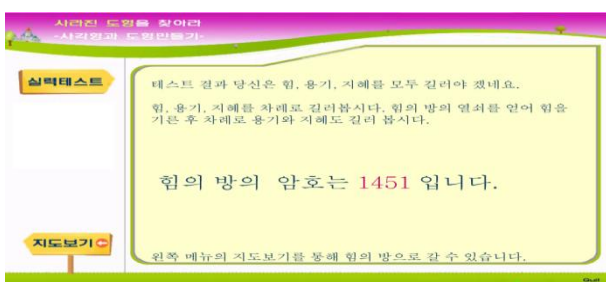 사라진 도형을 찾아라
-사각형과 도형만들기-
실력테스트
테스트 결과 당신은 힘, 용기, 지혜를 모두 길러야 겠네요.
힘, 용기, 지혜를 차례로 길러봅시다. 힘의 방의 열쇠를 얻어 힘을
기른 후 차례로 용기와 지혜도 길러 봅시다.
힘의 방의 암호는 1451 입니다.
지도보기
왼쪽 메뉴의 지도보기를 통해 힘의 방으로 갈 수 있습니다.
Quit